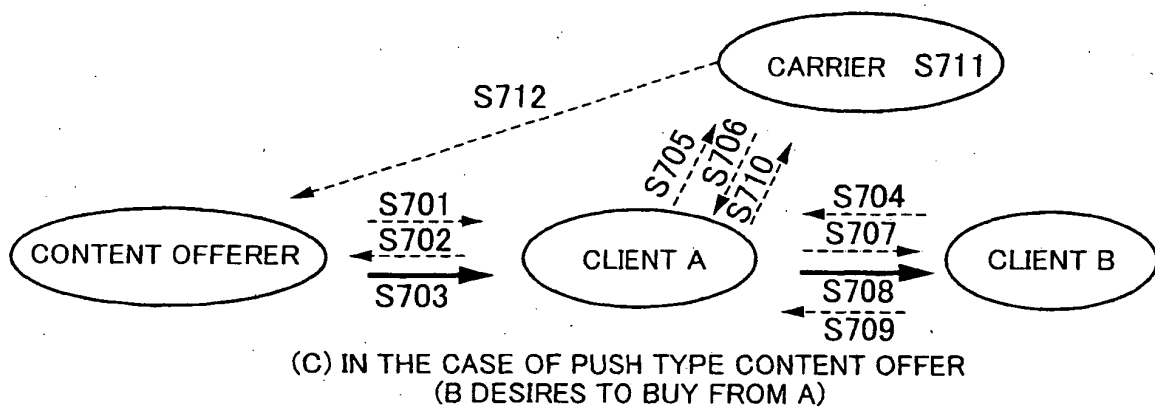 CARRIER S711
S712
S705
S706
S710
S701
S702
S703
S704
S707
S708
S709
CONTENT OFFERER
CLIENT A
CLIENT B
(C) IN THE CASE OF PUSH TYPE CONTENT OFFER
(B DESIRES TO BUY FROM A)